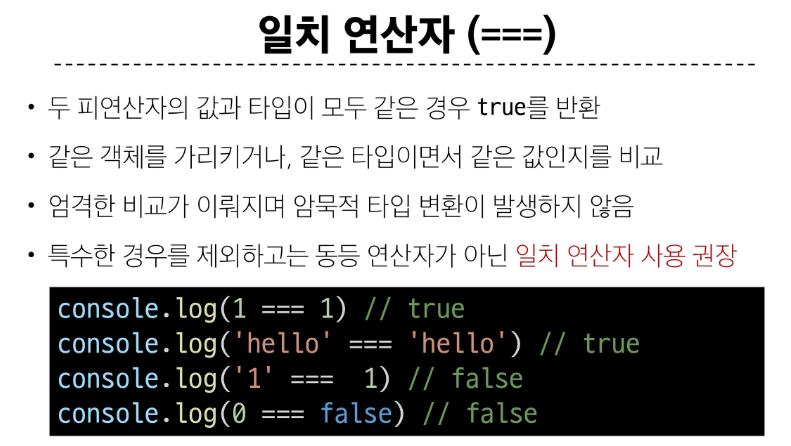 일치 연산자 (===)
• 두 피연산자의 값과 타입이 모두 같은 경우 true를 반환
• 같은 객체를 가리키거나, 같은 타입이면서 같은 값인지를 비교
• 엄격한 비교가 이뤄지며 암묵적 타입 변환이 발생하지 않음
• 특수한 경우를 제외하고는 동등 연산자가 아닌 일치 연산자 사용 권장
console.log(1 === 1) // true
console.log('hello' === 'hello') // true
console.log('1' ===  1) // false
console.log(0 === false) // false